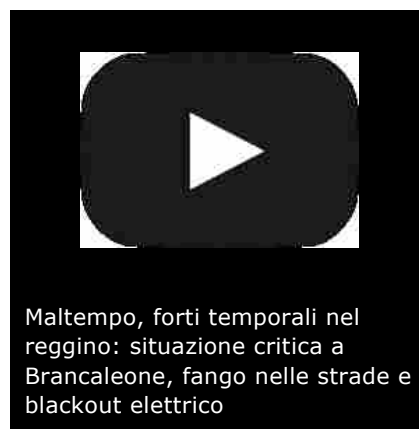 Maltempo, forti temporali nel
reggino: situazione critica a
Brancaleone, fango nelle strade e
blackout elettrico